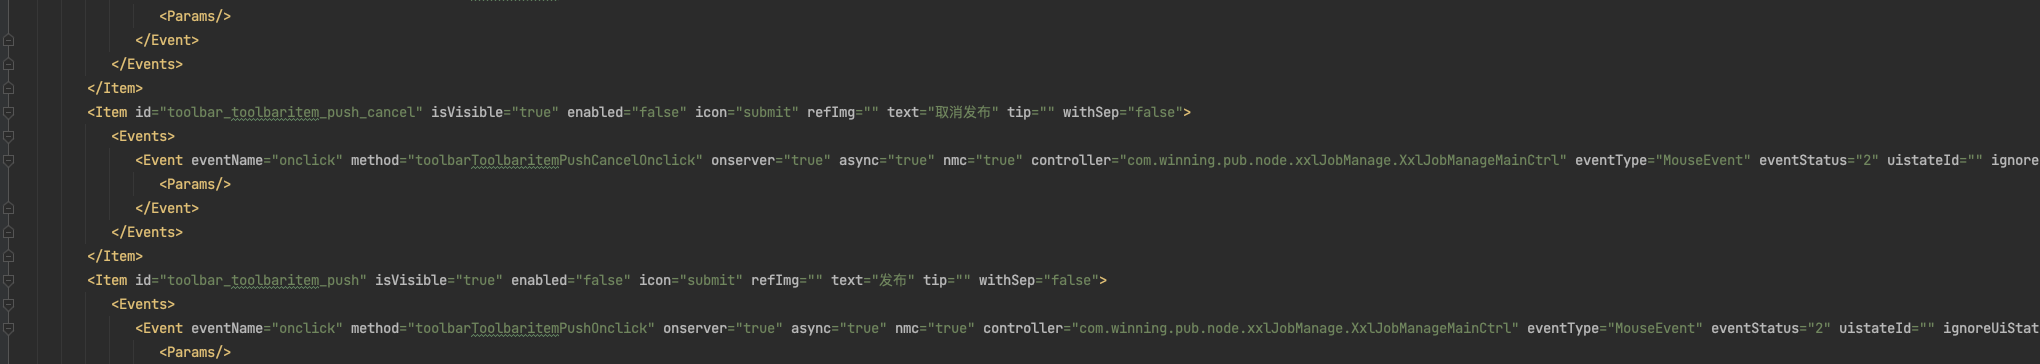 <Params/>
</Event>
</Events>
</Item>
<Item id="toolbar_toolbaritem_push_cancel" isVisible="true" enabled="false" icon="submit" refImg="" text="取消发布" tip="" withSep="false">
<Events>
<Event eventName="onclick" method="toolbarToolbaritemPushCancelOnclick" onserver="true" async="true" nmc="true" controller="com.winning.pub.node.xxlJobManage.XxlJobManageMainCtrl" eventType="MouseEvent" eventStatus="2" uistateId="" ignore
<Params/>
</Event>
</Events>
</Item>
<Item id="toolbar_toolbaritem_push" isVisible="true" enabled="false" icon="submit" refImg="" text="发布" tip="" withSep="false">
<Events>
<Event eventName="onclick" method="toolbarToolbaritemPushOnclick" onserver="true" async="true" nmc="true" controller="com.winning.pub.node.xxlJobManage.XxlJobManageMainCtrl" eventType="MouseEvent" eventStatus="2" uistateId="" ignoreUiStat
<Params/>